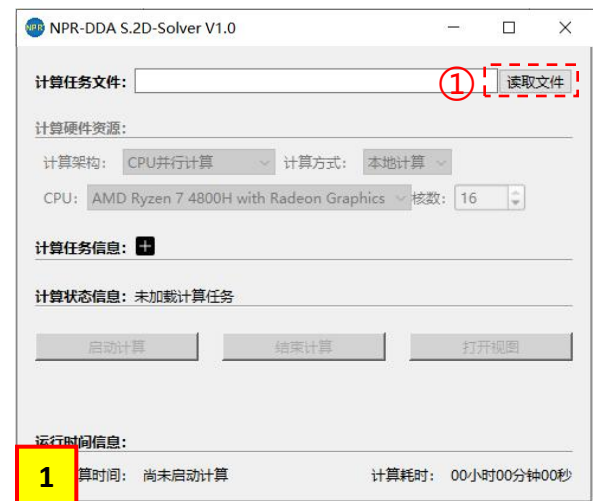 NPR NPR-DDA S.2D-Solver V1.0
计算任务文件: ① 读取文件
计算硬件资源:
计算架构: CPU并行计算 计算方式: 本地计算
CPU: AMD Ryzen 7 4800H with Radeon Graphics 核数: 16
计算任务信息:
计算状态信息: 未加载计算任务
启动计算 结束计算 打开视图
运行时间信息:
1 算时间: 尚未启动计算 计算耗时: 00小时00分钟00秒